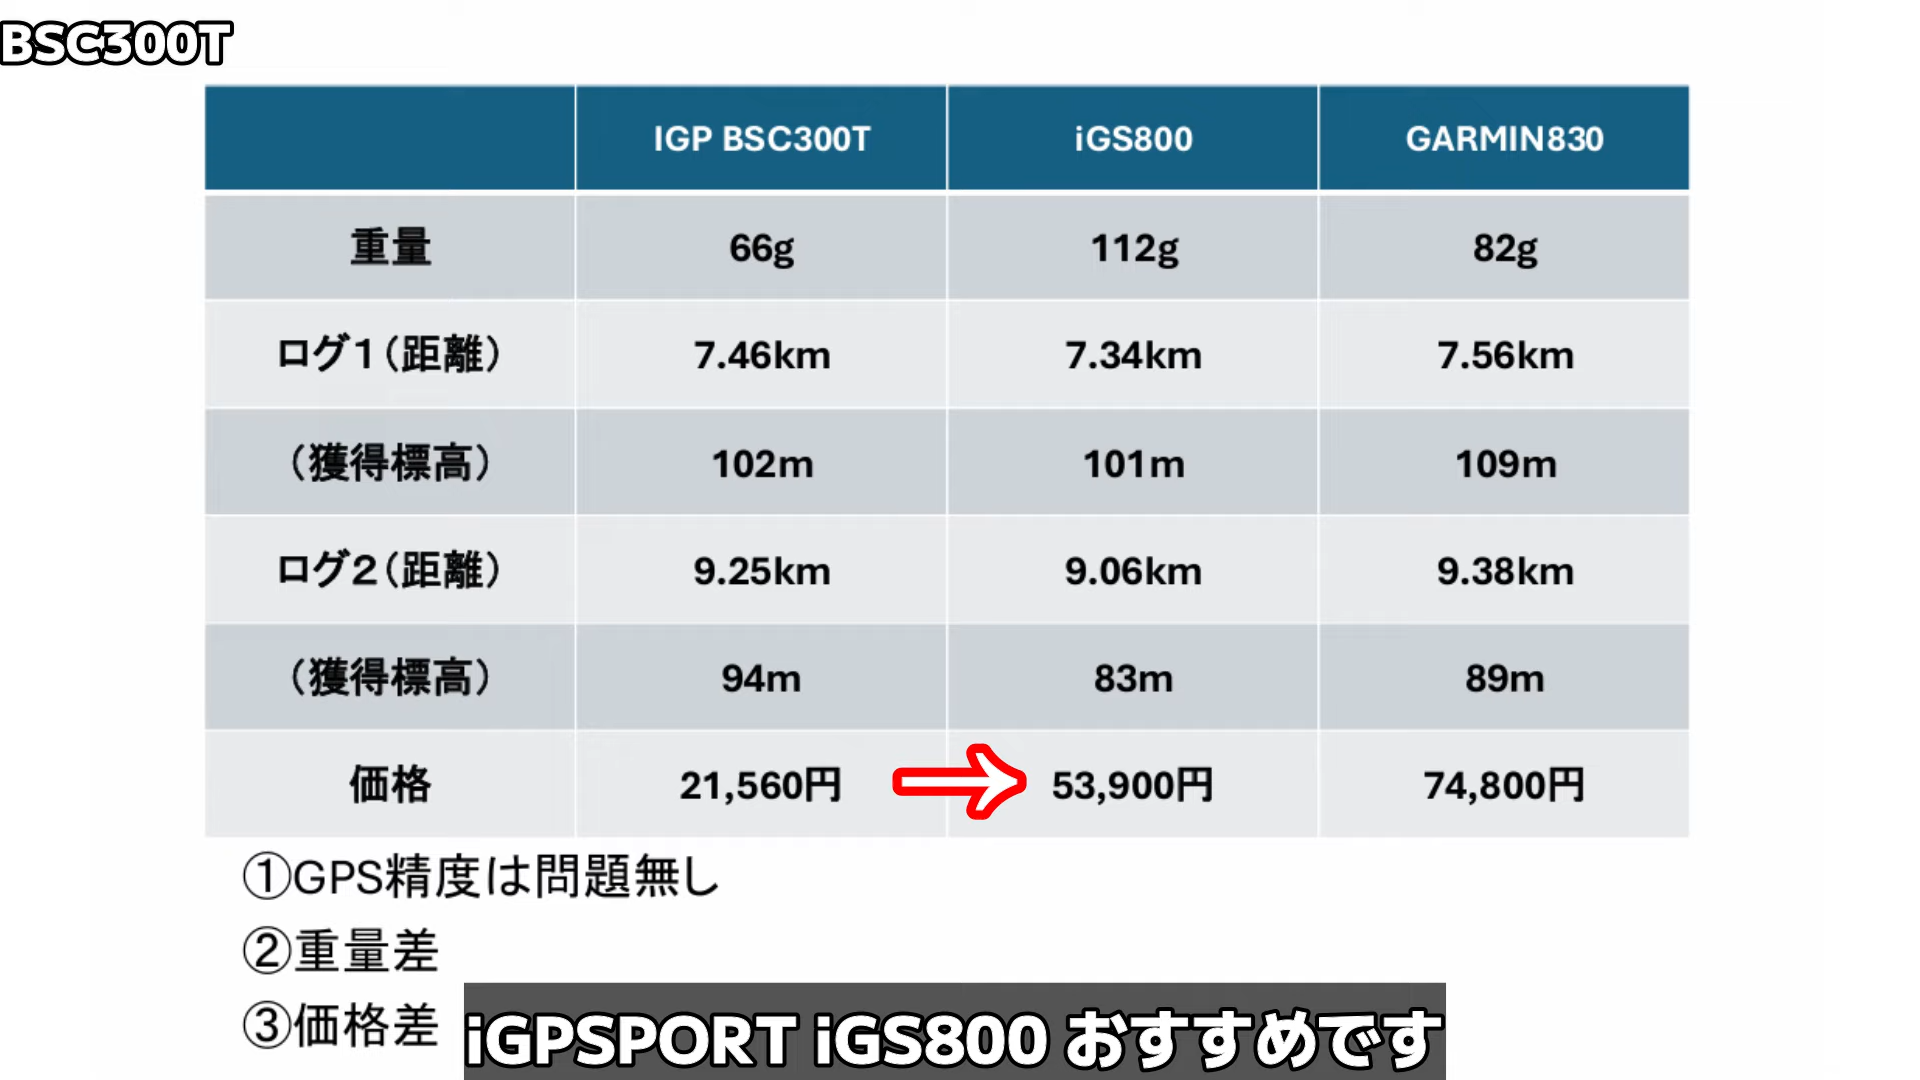 BSC300T
IGP BSC300T iGS800 GARMIN830
重量 66g 112g 82g
ログ1（距離） 7.46km 7.34km 7.56km
（獲得標高） 102m 101m 109m
ログ2（距離） 9.25km 9.06km 9.38km
（獲得標高） 94m 83m 89m
価格 21,560円 53,900円 74,800円
①GPS精度は問題無し
②重量差
③価格差
iGPSPORT iGS800 おすすめです